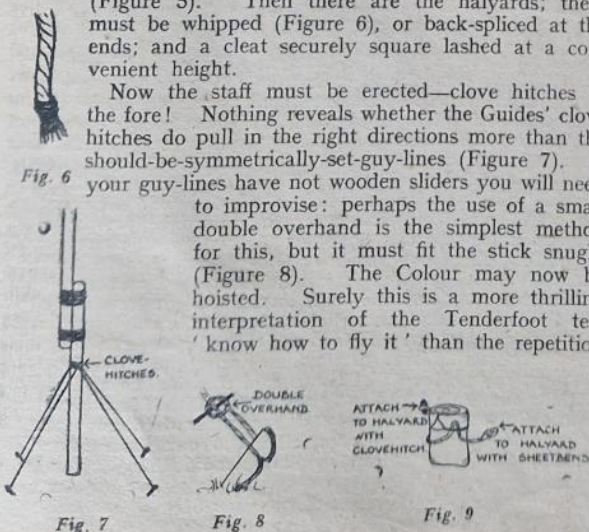 (Figure 5). Then there are the halyards; the
must be whipped (Figure 6), or back-spliced at th
ends; and a cleat securely square lashed at a co
venient height.
Now the staff must be erected—clove hitches
the fore! Nothing reveals whether the Guides' clov
hitches do pull in the right directions more than th
should-be-symmetrically-set-guy-lines (Figure 7).
Fig. 6
your guy-lines have not wooden sliders you will nee
to improvise: perhaps the use of a sma
double overhand is the simplest metho
for this, but it must fit the stick snug
(Figure 8). The Colour may now b
hoisted. Surely this is a more thrillin
interpretation of the Tenderfoot te
'know how to fly it' than the repetitio
CLOVE-
HITCHES.
DOUBLE
OVERHAND
ATTACH
TO HALYARD
WITH
CLOVEHITCH
ATTACH
TO HALYARD
WITH SHEETBEND
Fig. 7
Fig. 8
Fig. 9